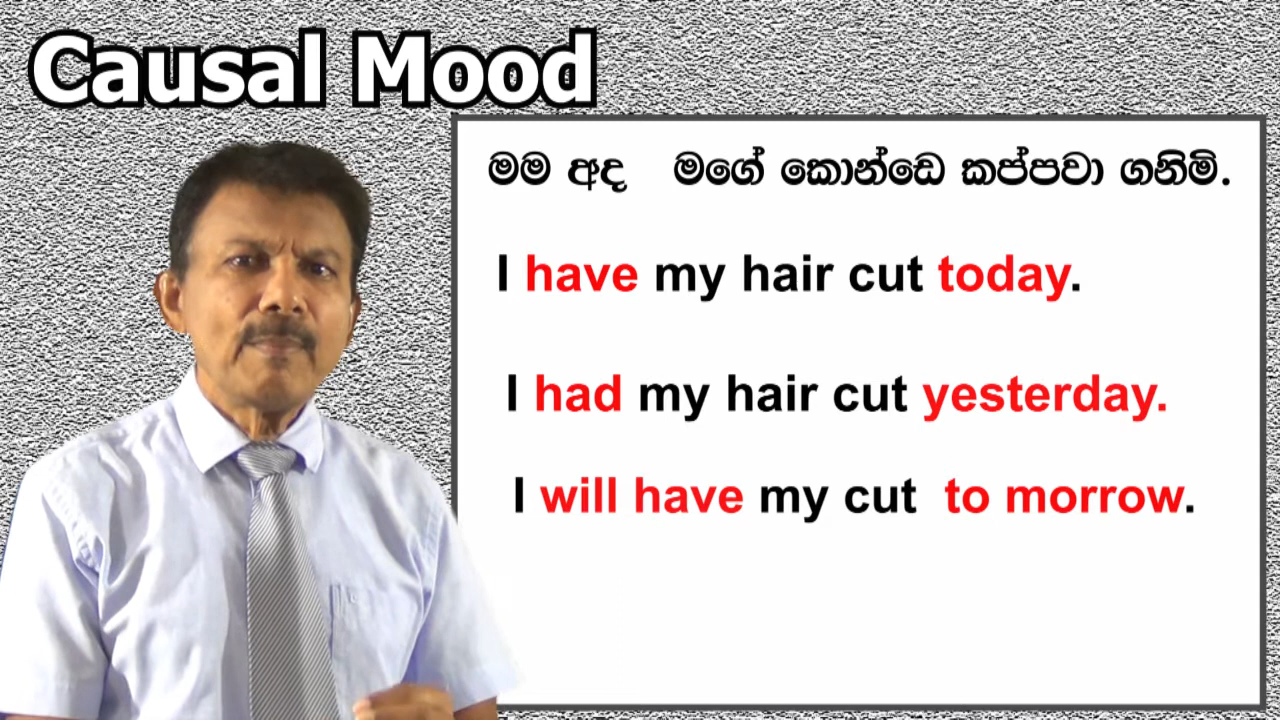 Causal Mood
මම අද මගේ කොන්ඩෙ කප්පවා ගනිමි.
I have my hair cut today.
I had my hair cut yesterday.
I will have my cut to morrow.